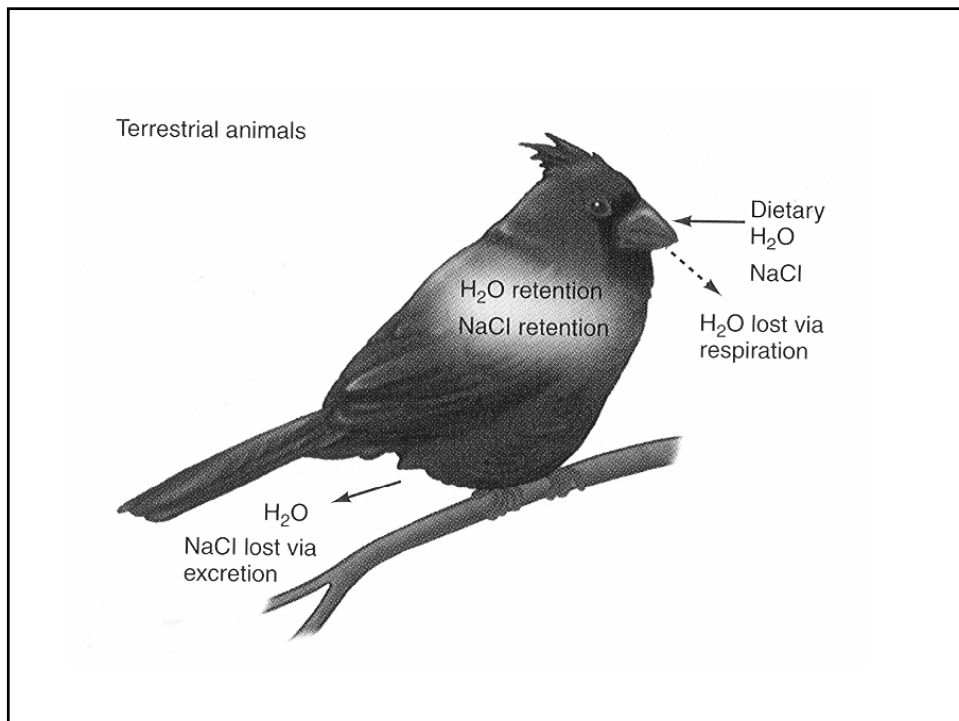 Terrestrial animals
Dietary
H₂O
NaCl
H₂O retention
NaCl retention
H₂O lost via
respiration
H₂O
NaCl lost via
excretion